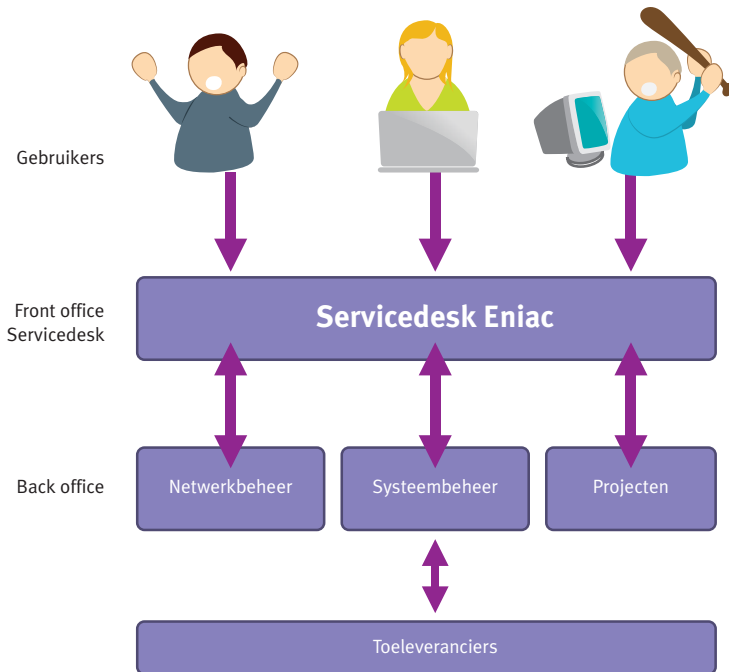 Gebruikers
Front office
Servicedesk
Servicedesk Eniac
Back office
Netwerkbeheer
Systeembeheer
Projecten
Toeleveranciers